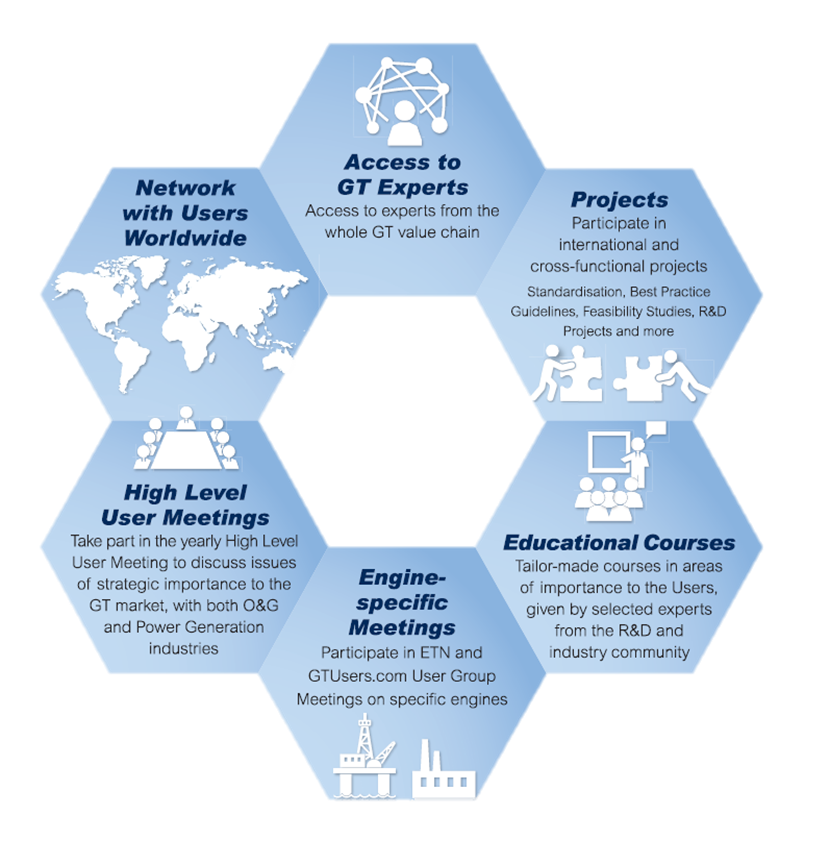 Access to
GT Experts
Access to experts from the
whole GT value chain
Projects
Participate in
international and
cross-functional projects
Standardisation, Best Practice
Guidelines, Feasibility Studies, R&D
Projects and more
Educational Courses
Tailor-made courses in areas
of importance to the Users,
given by selected experts
from the R&D and
industry community
Engine-
specific
Meetings
Participate in ETN and
GTUsers.com User Group
Meetings on specific engines
High Level
User Meetings
Take part in the yearly High Level
User Meeting to discuss issues
of strategic importance to the
GT market, with both O&G
and Power Generation
industries
Network
with Users
Worldwide